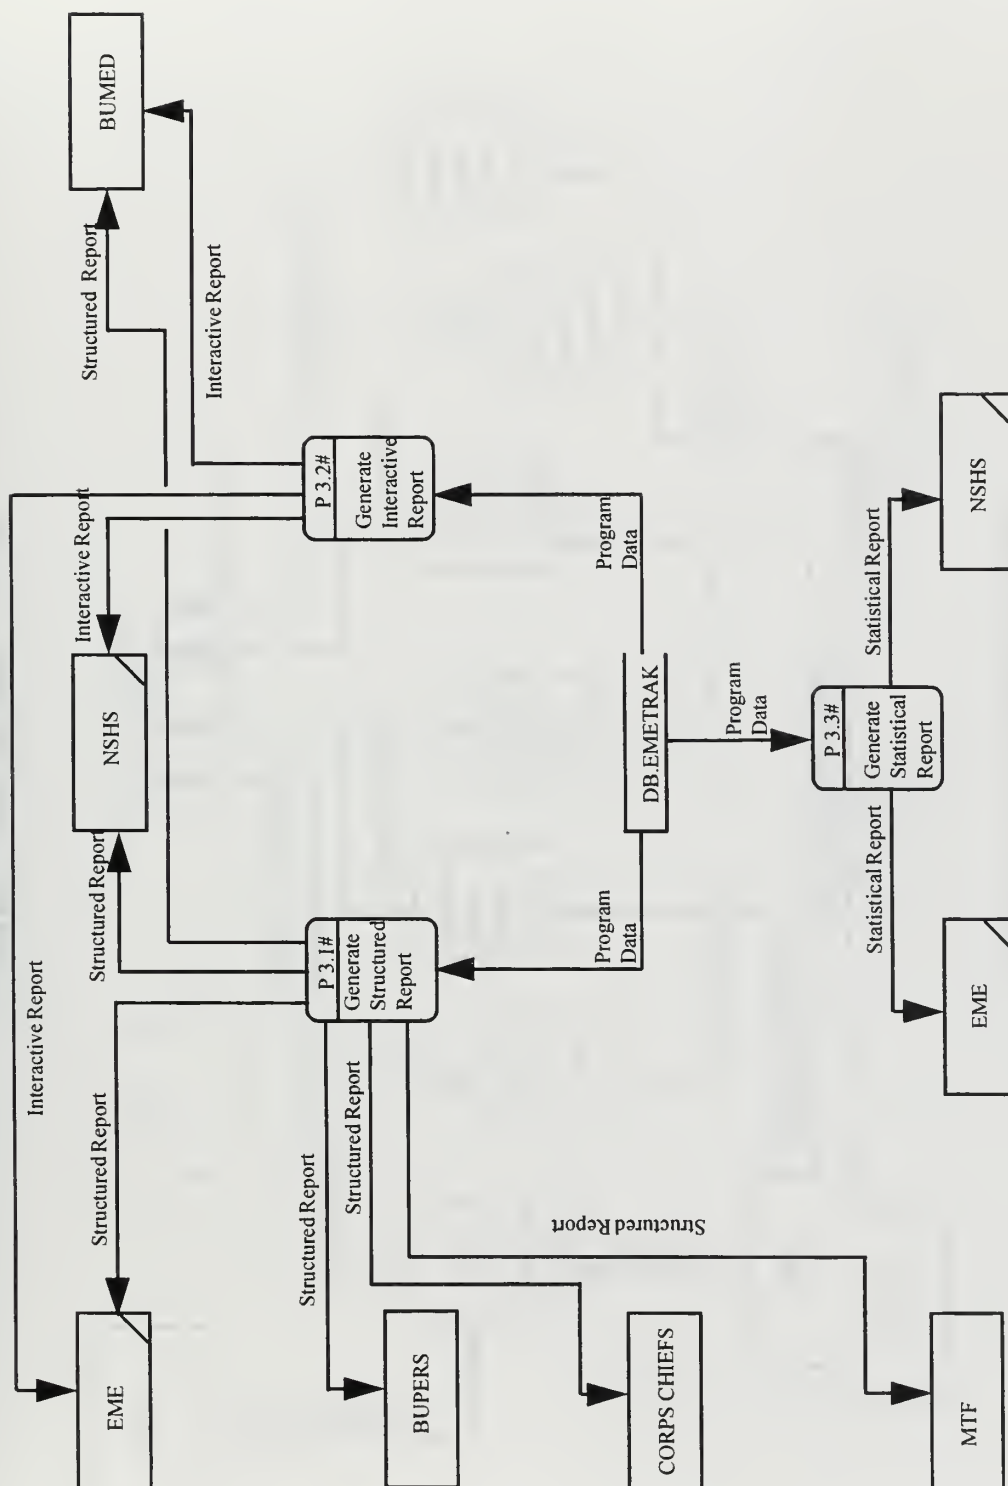 Interactive Report
EME
Structured Report
Structured Report
NSHS
Interactive Report
Structured Report
BUMED
Interactive Report
Structured Report
P 3.1#
Generate
Structured
Report
P 3.2#
Generate
Interactive
Report
Structured Report
BUPERS
Structured Report
Program
Data
DB.EMETRAK
Program
Data
CORPS CHIEFS
Program
Data
P 3.3#
Generate
Statistical
Report
Statistical Report
Statistical Report
MTF
EME
NSHS